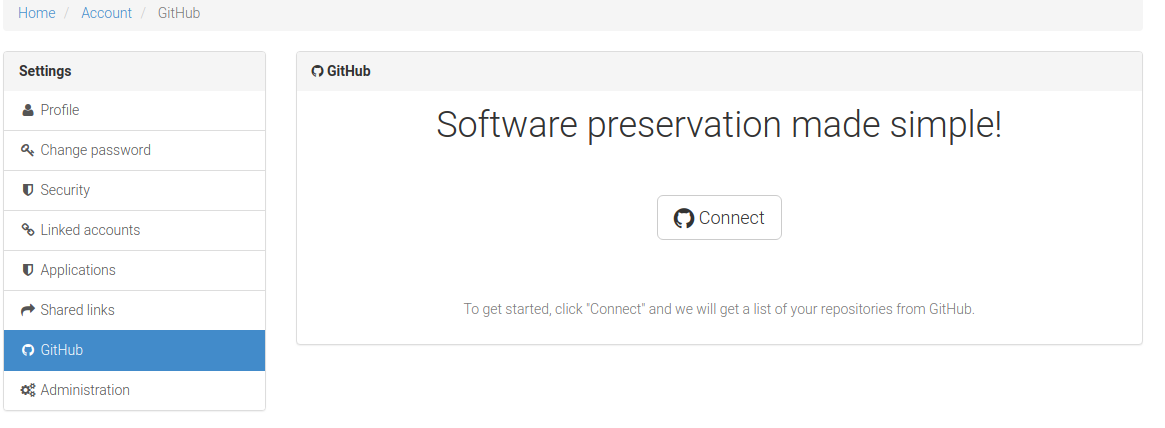 Home / Account / GitHub
Settings
Profile
Change password
Security
Linked accounts
Applications
Shared links
GitHub
Administration
GitHub
Software preservation made simple!
Connect
To get started, click "Connect" and we will get a list of your repositories from GitHub.